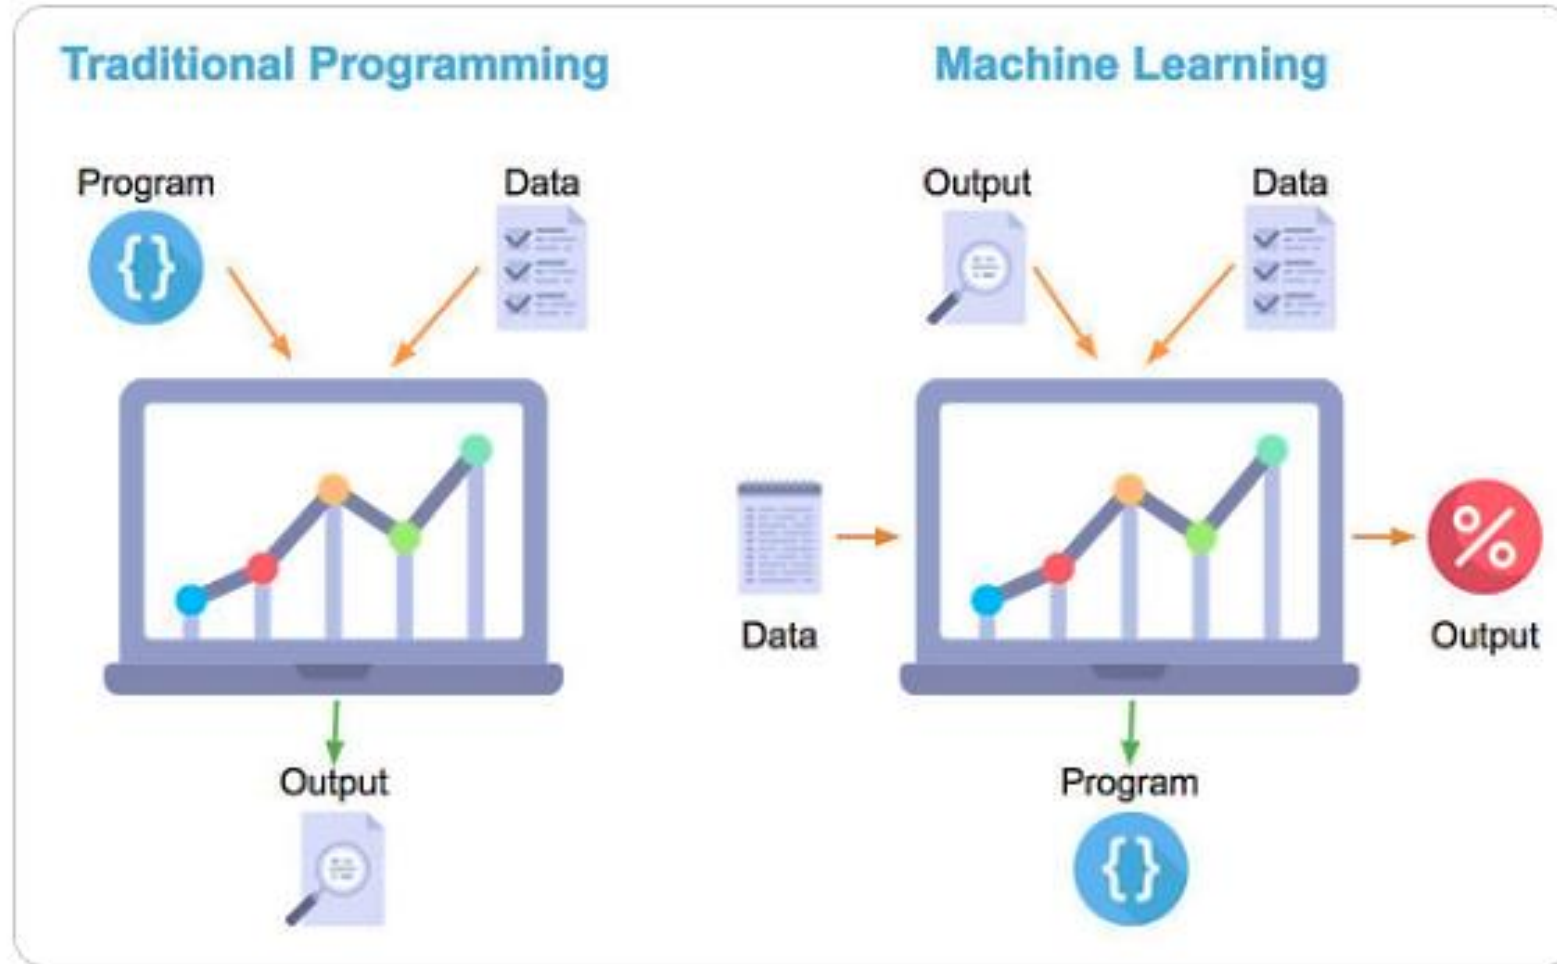 Traditional Programming
Machine Learning
Program
Data
Output
Data
Data
Output
Output
Program